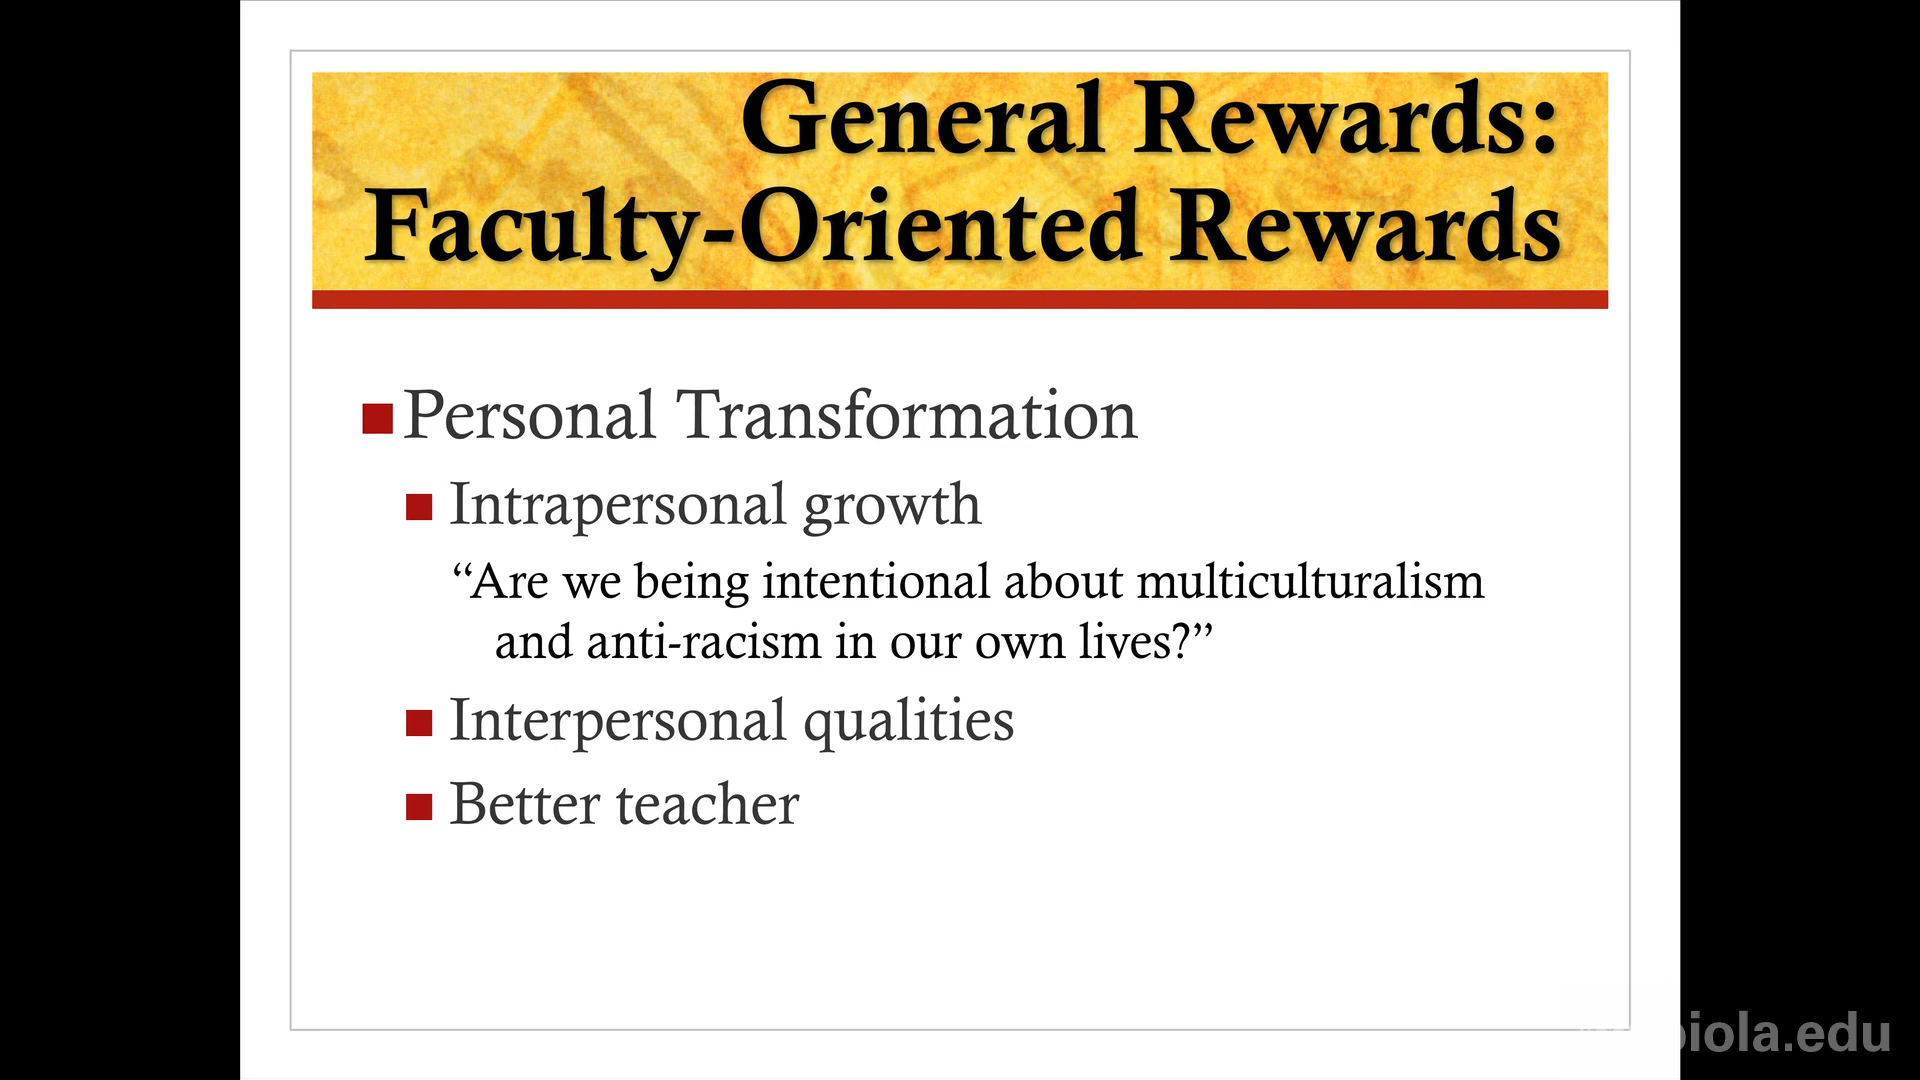 General Rewards:
Faculty-Oriented Rewards
Personal Transformation
Intrapersonal growth
“Are we being intentional about multiculturalism
and anti-racism in our own lives?”
Interpersonal qualities
Better teacher
biola.edu